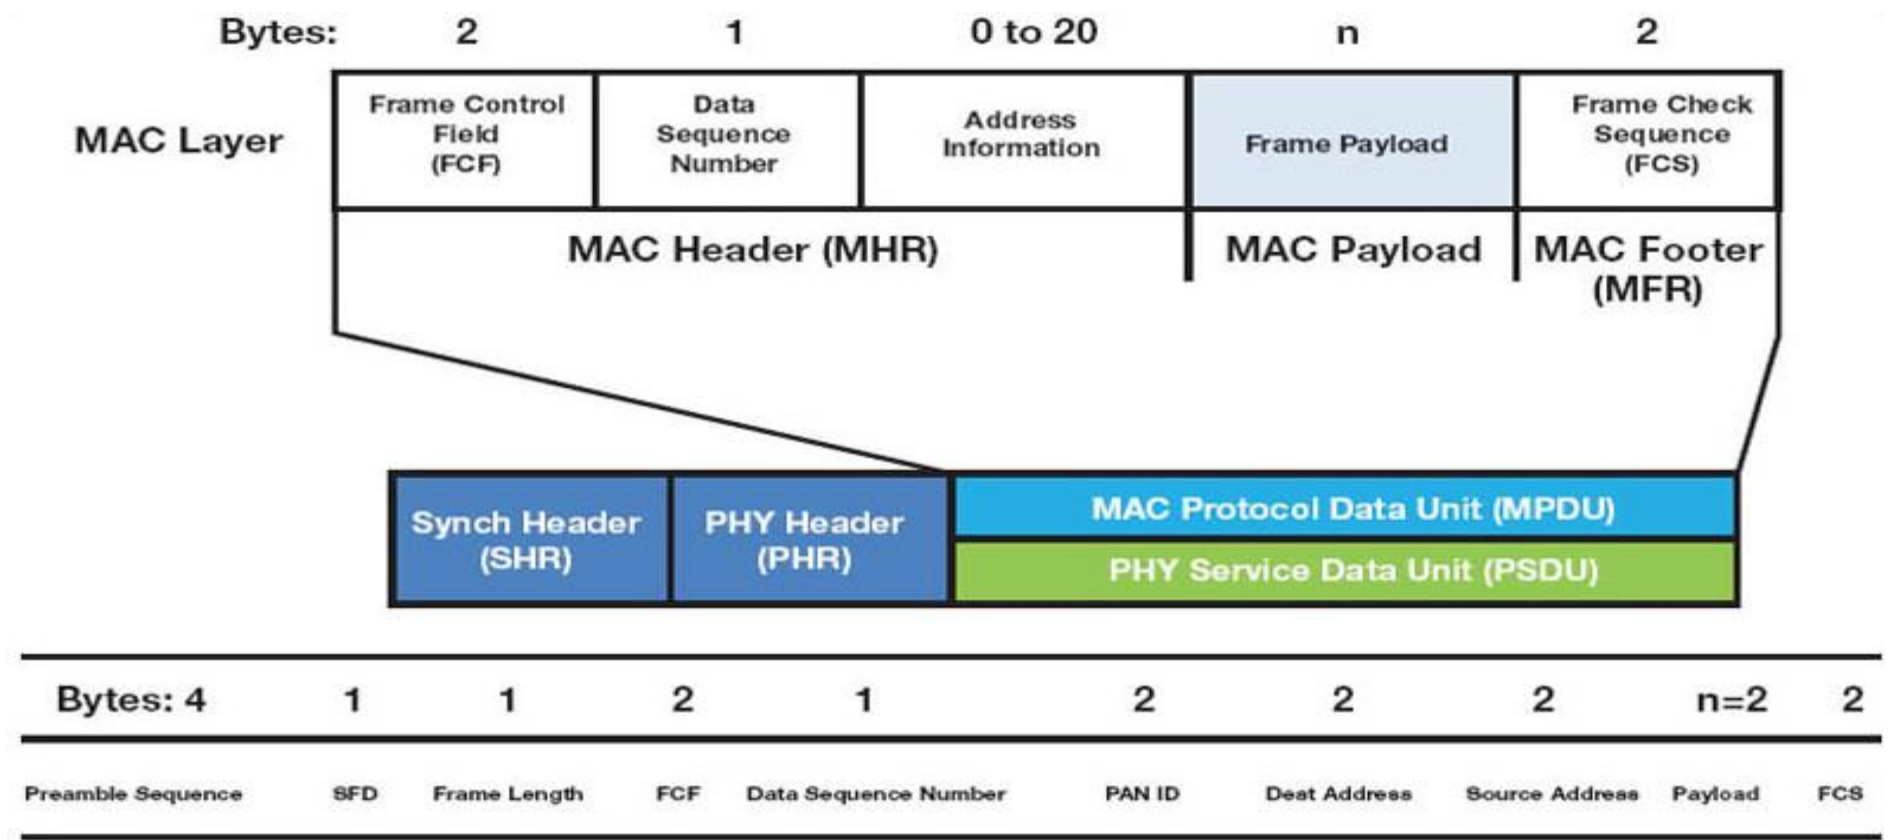 Bytes: 2 1 0 to 20 n 2
MAC Layer
Frame Control
Field
(FCF)
Data
Sequence
Number
Address
Information
Frame Payload
Frame Check
Sequence
(FCS)
MAC Header (MHR)
MAC Payload
MAC Footer
(MFR)
Synch Header
(SHR)
PHY Header
(PHR)
MAC Protocol Data Unit (MPDU)
PHY Service Data Unit (PSDU)
Bytes: 4 1 1 2 1 2 2 2 n=2 2
Preamble Sequence SFD Frame Length FCF Data Sequence Number PAN ID Dest Address Source Address Payload FCS